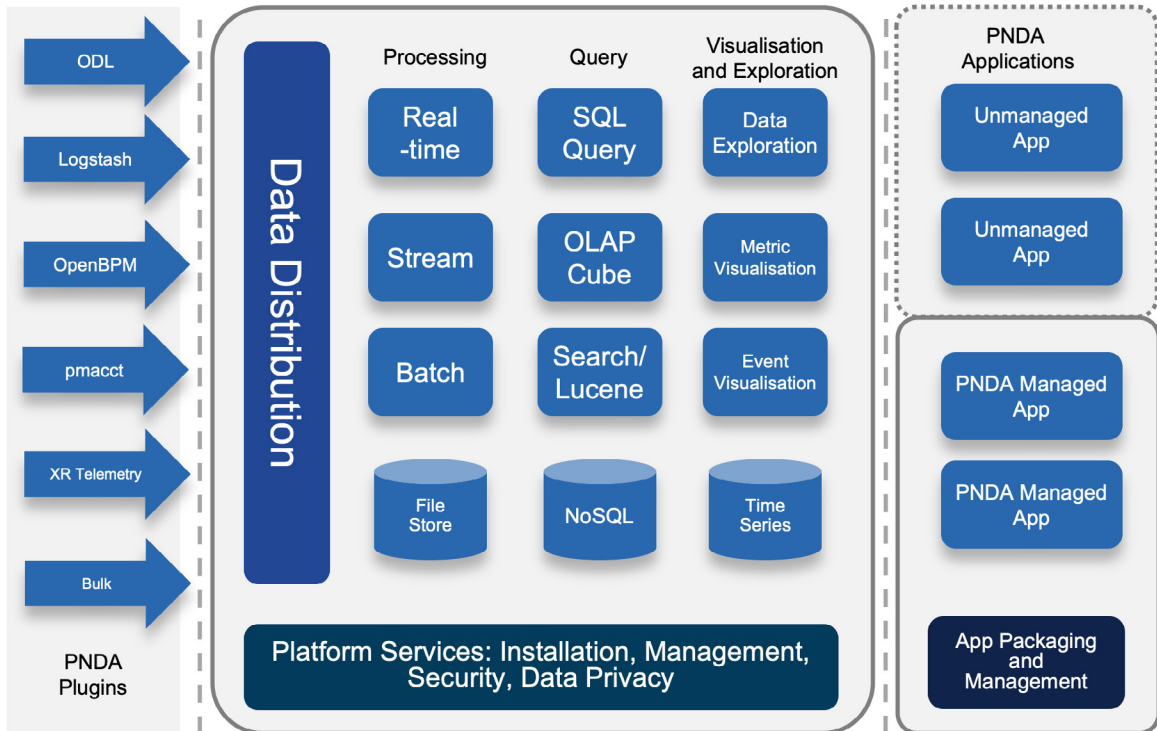 ODL
Logstash
OpenBPM
pmacct
XR Telemetry
Bulk
PNDA
Plugins
Data Distribution
Processing
Real
-time
Stream
Batch
File
Store
Query
SQL
Query
OLAP
Cube
Search/
Lucene
NoSQL
Visualisation
and Exploration
Data
Exploration
Metric
Visualisation
Event
Visualisation
Time
Series
Platform Services: Installation, Management,
Security, Data Privacy
PNDA
Applications
Unmanaged
App
Unmanaged
App
PNDA Managed
App
PNDA Managed
App
App Packaging
and
Management